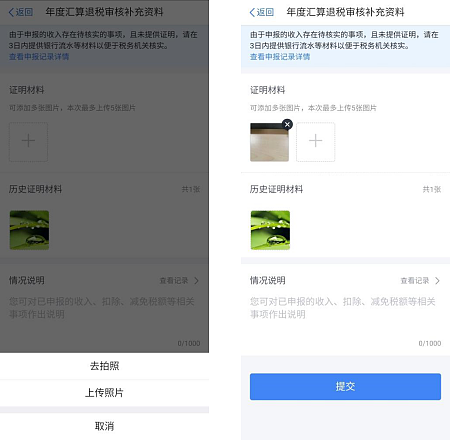 返回
年度汇算退税审核补充资料
由于申报的收入存在待核实的事项，且未提供证明，请在
3日内提供银行流水等材料以便于税务机关核实。
查看申报记录详情
证明材料
可添加多张图片，本次最多上传5张图片
历史证明材料
共1张
情况说明
查看记录
您可对已申报的收入、扣除、减免税额等相关
事项作出说明
0/1000
去拍照
上传照片
取消
返回
年度汇算退税审核补充资料
由于申报的收入存在待核实的事项，且未提供证明，请在
3日内提供银行流水等材料以便于税务机关核实。
查看申报记录详情
证明材料
可添加多张图片，本次最多上传5张图片
历史证明材料
共1张
情况说明
查看记录
您可对已申报的收入、扣除、减免税额等相关
事项作出说明
0/1000
提交